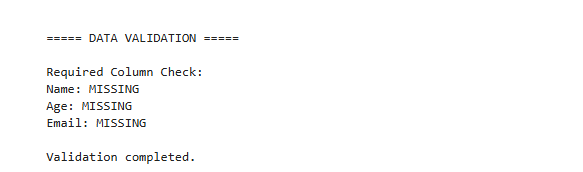 ===== DATA VALIDATION =====
Required Column Check:
Name: MISSING
Age: MISSING
Email: MISSING
Validation completed.